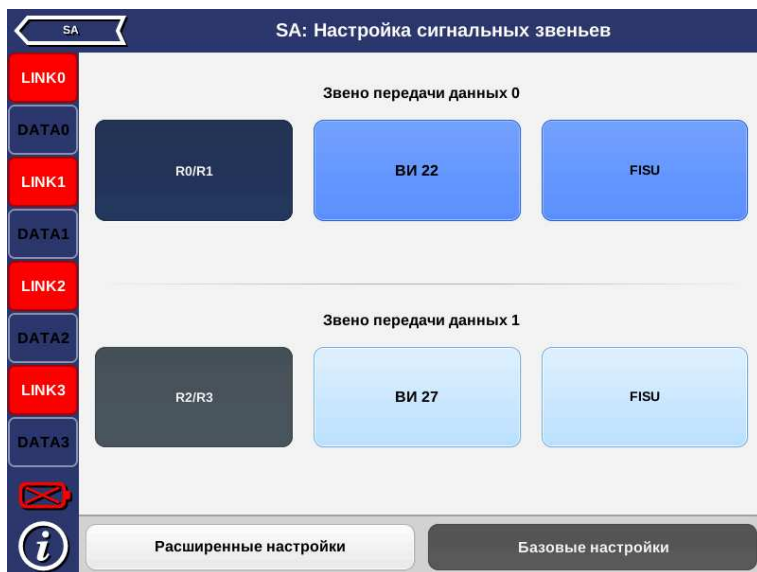 SA
SA: Настройка сигнальных звеньев
LINK0
DATA0
LINK1
DATA1
LINK2
DATA2
LINK3
DATA3
Звено передачи данных 0
R0/R1
ВИ 22
FISU
Звено передачи данных 1
R2/R3
ВИ 27
FISU
i
Расширенные настройки
Базовые настройки